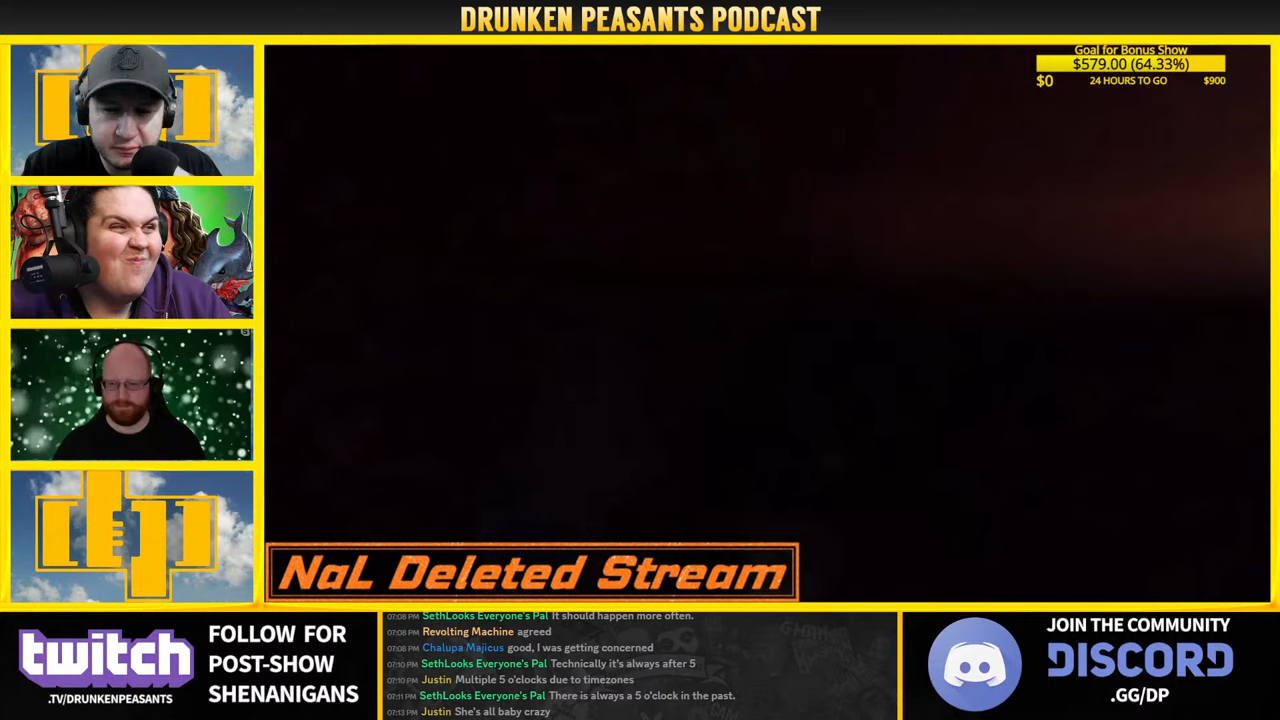 DRUNKEN PEASANTS PODCAST
Goal for Bonus Show
$579.00 (64.33%)
$0 24 HOURS TO GO $900
NaL Deleted Stream
twitch
.TV/DRUNKENPEASANTS
FOLLOW FOR
POST-SHOW
SHENANIGANS
07:08 PM SethLooks Everyone's Pal It should happen more often.
07:08 PM Revolting Machine agreed
07:08 PM Chalupa Majicus good, I was getting concerned
07:10 PM SethLooks Everyone's Pal Technically it's always after 5
07:10 PM Justin Multiple 5 o'clocks due to timezones
07:11 PM SethLooks Everyone's Pal There is always a 5 o'clock in the past.
07:13 PM Justin She's all baby crazy
JOIN THE COMMUNITY
DISCORD
.GG/DP